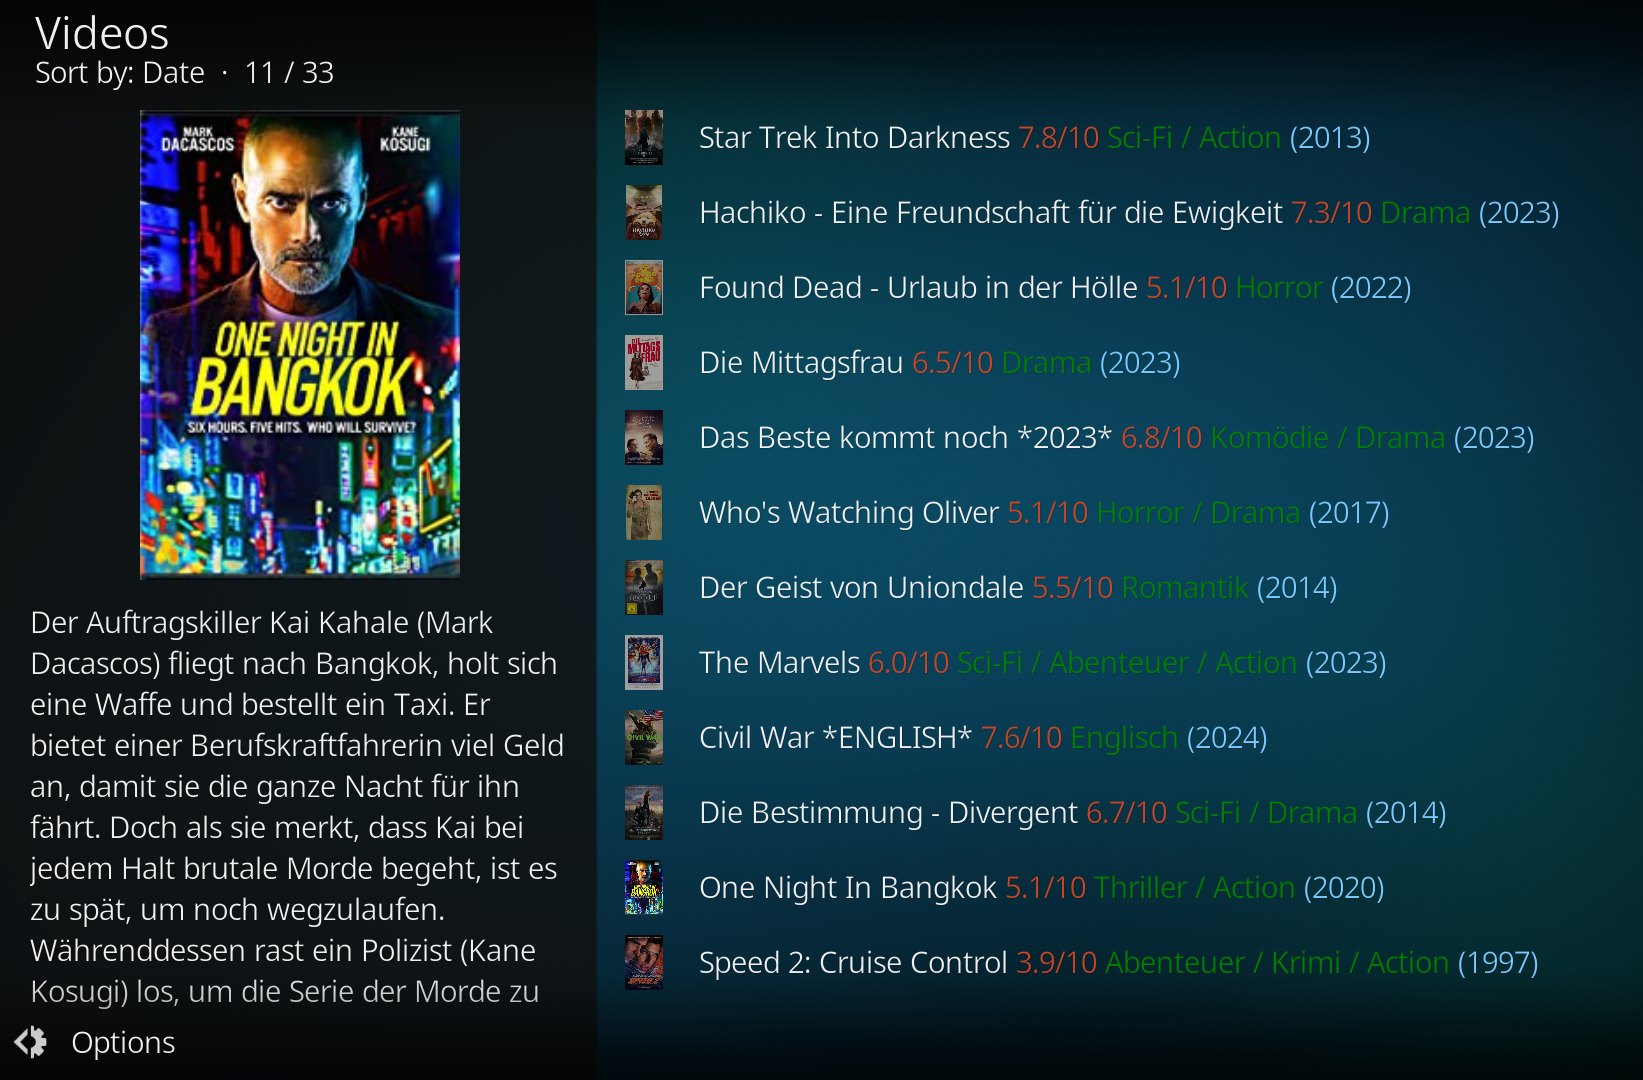 Videos
Sort by: Date · 11 / 33
MARK DACASCOS
KANE KOSUGI
ONE NIGHT IN
BANGKOK
SIX HOURS. FIVE HITS. WHO WILL SURVIVE?
Der Auftragskiller Kai Kahale (Mark
Dacascos) fliegt nach Bangkok, holt sich
eine Waffe und bestellt ein Taxi. Er
bietet einer Berufskraftfahrerin viel Geld
an, damit sie die ganze Nacht für ihn
fährt. Doch als sie merkt, dass Kai bei
jedem Halt brutale Morde begeht, ist es
zu spät, um noch wegzulaufen.
Währenddessen rast ein Polizist (Kane
Kosugi) los, um die Serie der Morde zu
Options
Star Trek Into Darkness 7.8/10 Sci-Fi / Action (2013)
Hachiko - Eine Freundschaft für die Ewigkeit 7.3/10 Drama (2023)
Found Dead - Urlaub in der Hölle 5.1/10 Horror (2022)
Die Mittagsfrau 6.5/10 Drama (2023)
Das Beste kommt noch *2023* 6.8/10 Komödie / Drama (2023)
Who's Watching Oliver 5.1/10 Horror / Drama (2017)
Der Geist von Uniondale 5.5/10 Romantik (2014)
The Marvels 6.0/10 Sci-Fi / Abenteuer / Action (2023)
Civil War *ENGLISH* 7.6/10 Englisch (2024)
Die Bestimmung - Divergent 6.7/10 Sci-Fi / Drama (2014)
One Night In Bangkok 5.1/10 Thriller / Action (2020)
Speed 2: Cruise Control 3.9/10 Abenteuer / Krimi / Action (1997)